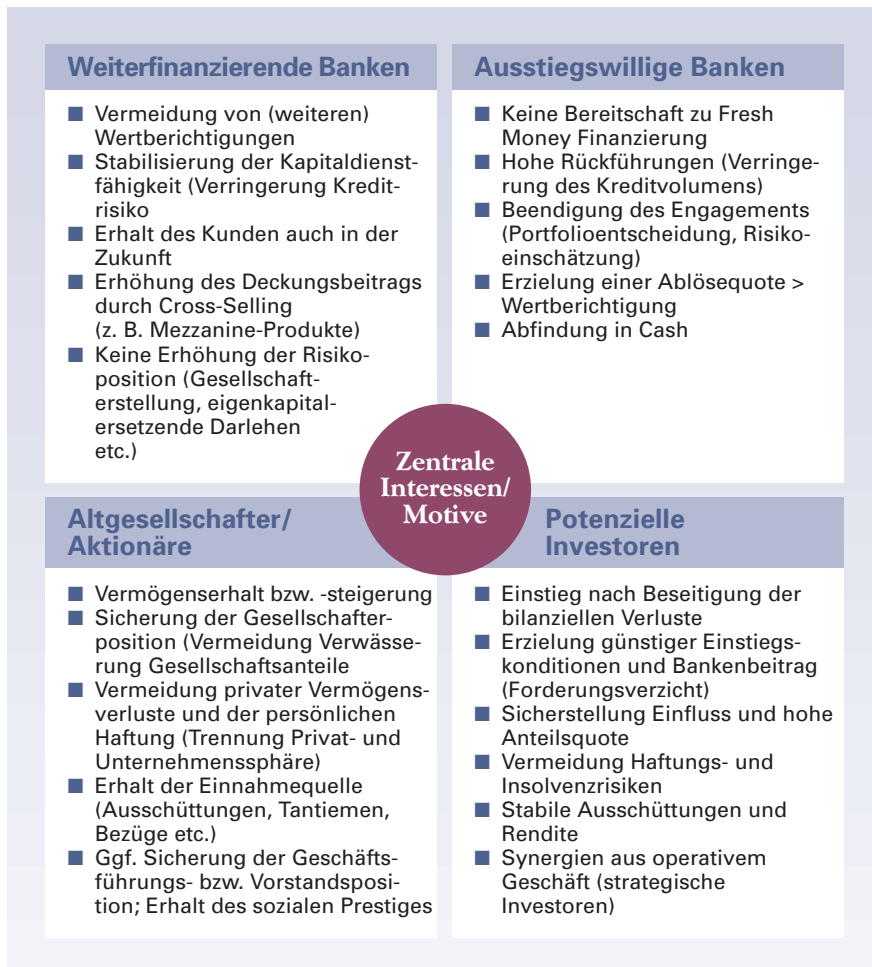 Weiterfinanzierende Banken
■ Vermeidung von (weiteren)
Wertberichtigungen
■ Stabilisierung der Kapitaldienst-
fähigkeit (Verringerung Kredit-
risiko
■ Erhalt des Kunden auch in der
Zukunft
■ Erhöhung des Deckungsbeitrags
durch Cross-Selling
(z. B. Mezzanine-Produkte)
■ Keine Erhöhung der Risiko-
position (Gesellschaft-
erstellung, eigenkapital-
ersetzende Darlehen
etc.)
Ausstiegswillige Banken
■ Keine Bereitschaft zu Fresh
Money Finanzierung
■ Hohe Rückführungen (Verringe-
rung des Kreditvolumens)
■ Beendigung des Engagements
(Portfolioentscheidung, Risiko-
einschätzung)
■ Erzielung einer Ablösequote >
Wertberichtigung
■ Abfindung in Cash
Zentrale
Interessen/
Motive
Altgesellschafter/
Aktionäre
■ Vermögenserhalt bzw. -steigerung
■ Sicherung der Gesellschafter-
position (Vermeidung Verwässe-
rung Gesellschaftsanteile
■ Vermeidung privater Vermögens-
verluste und der persönlichen
Haftung (Trennung Privat- und
Unternehmenssphäre)
■ Erhalt der Einnahmequelle
(Ausschüttungen, Tantiemen,
Bezüge etc.)
■ Ggf. Sicherung der Geschäfts-
führungs- bzw. Vorstandsposi-
tion; Erhalt des sozialen Prestiges
Potenzielle
Investoren
■ Einstieg nach Beseitigung der
bilanziellen Verluste
■ Erzielung günstiger Einstiegs-
konditionen und Bankenbeitrag
(Forderungsverzicht)
■ Sicherstellung Einfluss und hohe
Anteilsquote
■ Vermeidung Haftungs- und
Insolvenzrisiken
■ Stabile Ausschüttungen und
Rendite
■ Synergien aus operativem
Geschäft (strategische
Investoren)